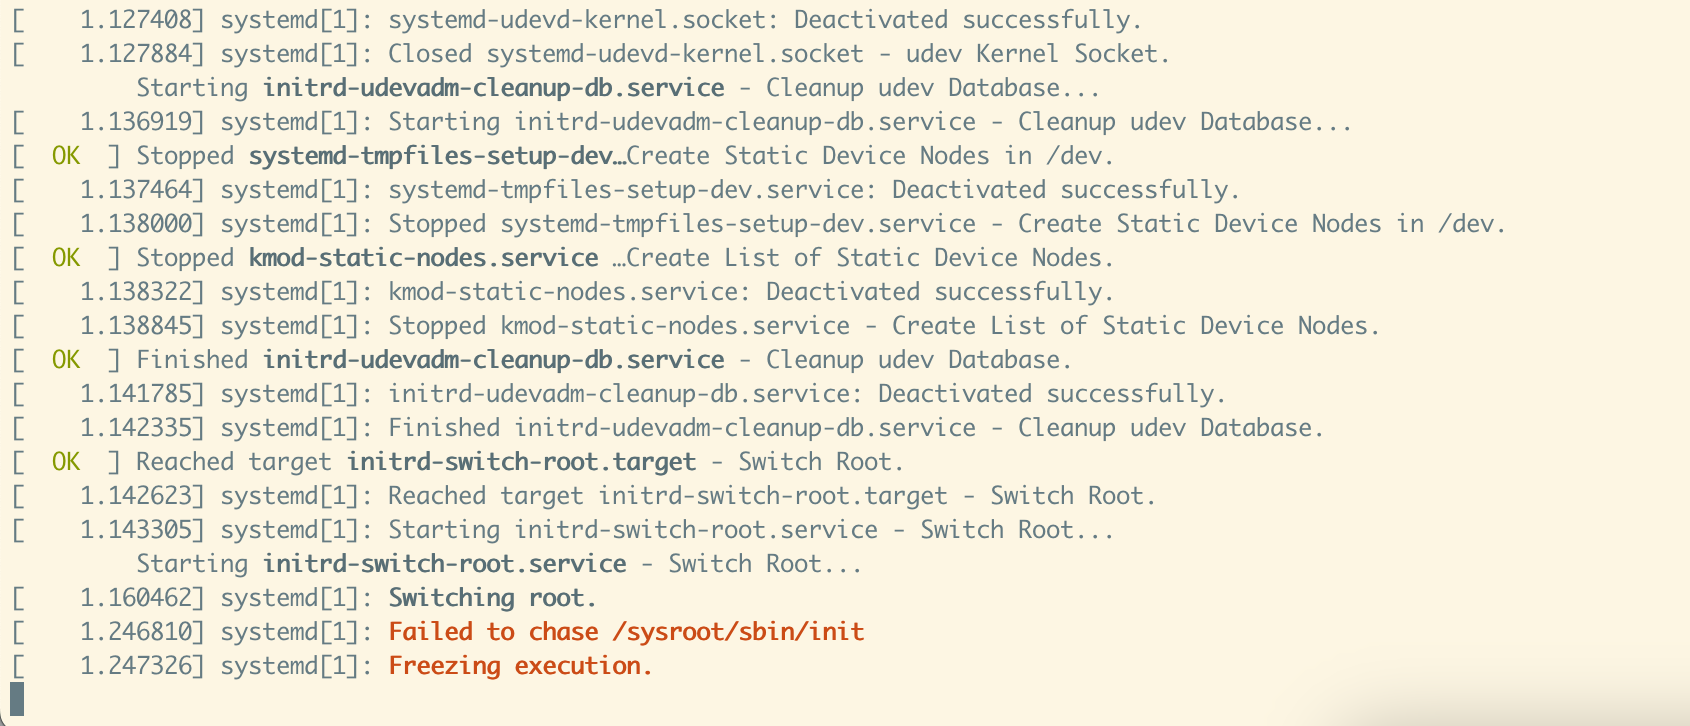 [    1.127408] systemd[1]: systemd-udevd-kernel.socket: Deactivated successfully.
[    1.127884] systemd[1]: Closed systemd-udevd-kernel.socket - udev Kernel Socket.
         Starting initrd-udevadm-cleanup-db.service - Cleanup udev Database...
[    1.136919] systemd[1]: Starting initrd-udevadm-cleanup-db.service - Cleanup udev Database...
[  OK  ] Stopped systemd-tmpfiles-setup-dev…Create Static Device Nodes in /dev.
[    1.137464] systemd[1]: systemd-tmpfiles-setup-dev.service: Deactivated successfully.
[    1.138000] systemd[1]: Stopped systemd-tmpfiles-setup-dev.service - Create Static Device Nodes in /dev.
[  OK  ] Stopped kmod-static-nodes.service …Create List of Static Device Nodes.
[    1.138322] systemd[1]: kmod-static-nodes.service: Deactivated successfully.
[    1.138845] systemd[1]: Stopped kmod-static-nodes.service - Create List of Static Device Nodes.
[  OK  ] Finished initrd-udevadm-cleanup-db.service - Cleanup udev Database.
[    1.141785] systemd[1]: initrd-udevadm-cleanup-db.service: Deactivated successfully.
[    1.142335] systemd[1]: Finished initrd-udevadm-cleanup-db.service - Cleanup udev Database.
[  OK  ] Reached target initrd-switch-root.target - Switch Root.
[    1.142623] systemd[1]: Reached target initrd-switch-root.target - Switch Root.
[    1.143305] systemd[1]: Starting initrd-switch-root.service - Switch Root...
         Starting initrd-switch-root.service - Switch Root...
[    1.160462] systemd[1]: Switching root.
[    1.246810] systemd[1]: Failed to chase /sysroot/sbin/init
[    1.247326] systemd[1]: Freezing execution.